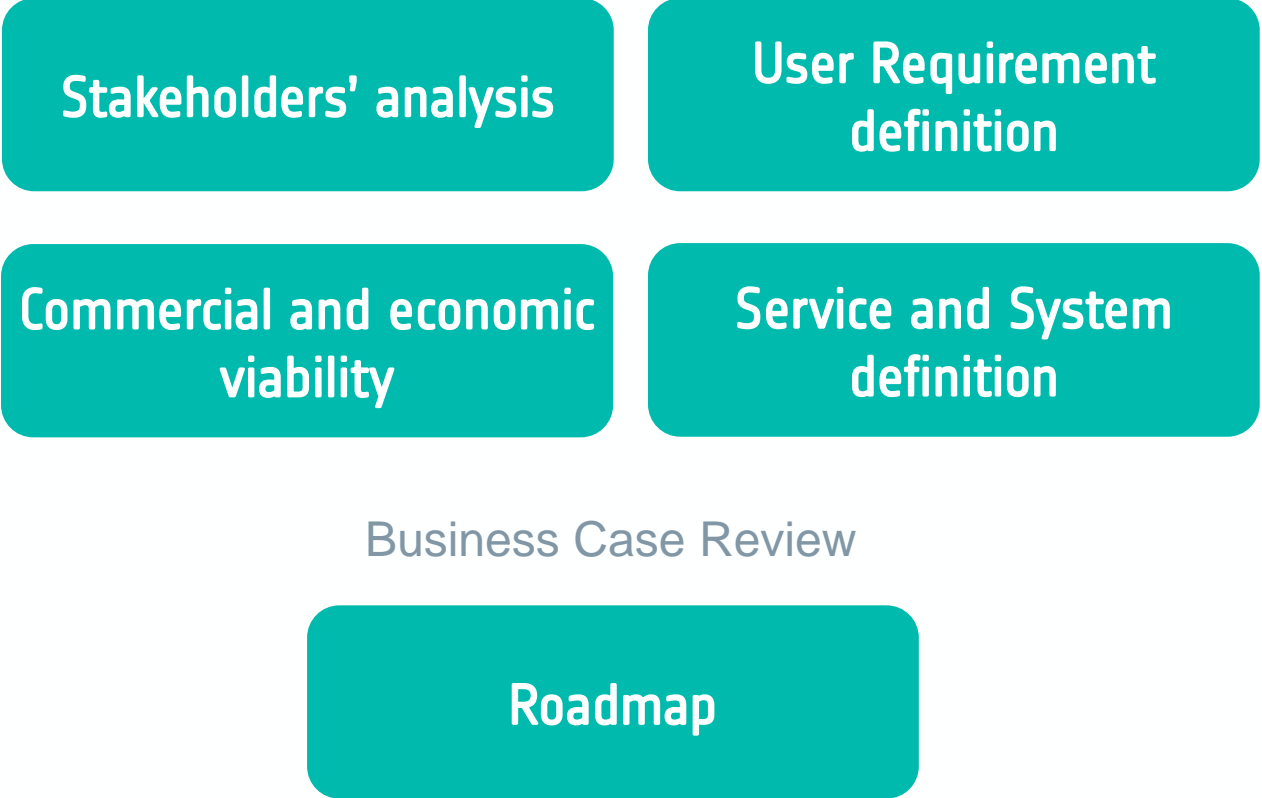 Stakeholders’ analysis
User Requirement
definition
Commercial and economic
viability
Service and System
definition
Business Case Review
Roadmap